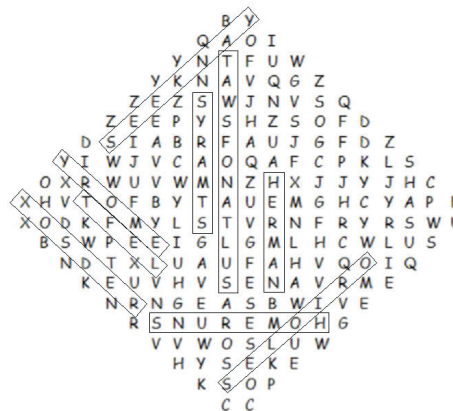 B Y
Q A O I
Y N T F U W
Y K N A V Q G Z
Z E Z S W J N V S Q
Z E E P Y S H Z S O F D
D S I A B R F A U J G F D Z
Y I W J V C A O Q A F C P K L S
O X R W U V W M N Z H X J J Y J H C
X H V T O F B Y T A U E M G H C Y A P
X O D K F M Y L S T V R N F R Y R S W
B S W P E E I G L G M L H C W L U S
N D T X L U A U F A H V Q O I Q
K E U V H V S E N A V R M E
N R N G E A S B W I V E
R S N U R E M O H G
V V W O S L U W
H Y S E K E
K S O P
C C